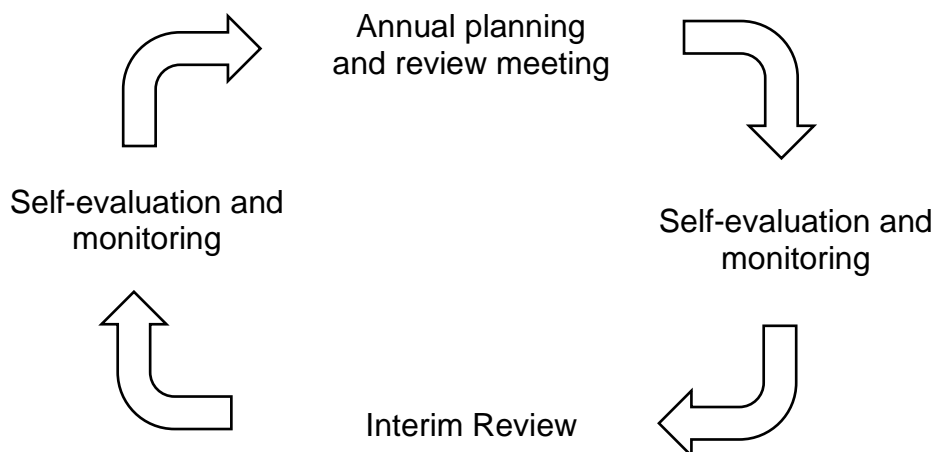 Annual planning
and review meeting
Self-evaluation and
monitoring
Self-evaluation and
monitoring
Interim Review